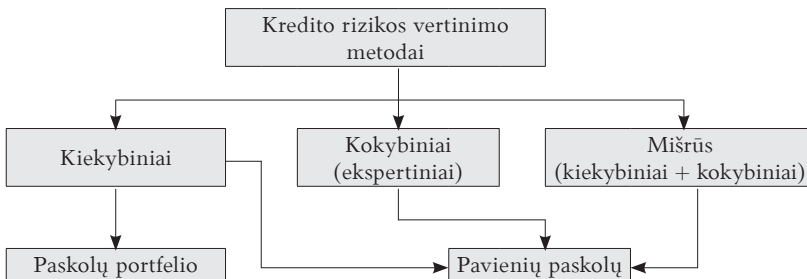 Kredito rizikos vertinimo
metodai
Kiekybiniai
Kokybiniai
(ekspertiniai)
Mišrūs
(kiekybiniai + kokybiniai)
Paskolų portfelio
Pavienių paskolų